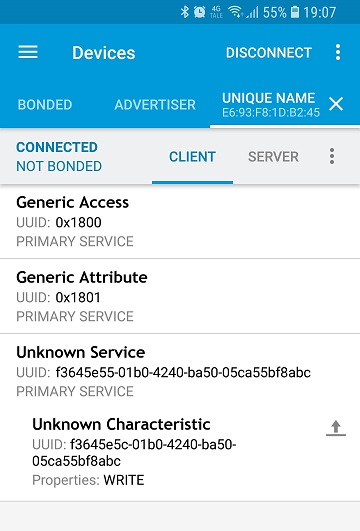 4G
TALE
55% 19:07
Devices
DISCONNECT
BONDED
ADVERTISER
UNIQUE NAME
E6:93:F8:1D:B2:45
CONNECTED
NOT BONDED
CLIENT
SERVER
Generic Access
UUID: 0x1800
PRIMARY SERVICE
Generic Attribute
UUID: 0x1801
PRIMARY SERVICE
Unknown Service
UUID: f3645e55-01b0-4240-ba50-05ca55bf8abc
PRIMARY SERVICE
Unknown Characteristic
UUID: f3645e5c-01b0-4240-ba50-
05ca55bf8abc
Properties: WRITE